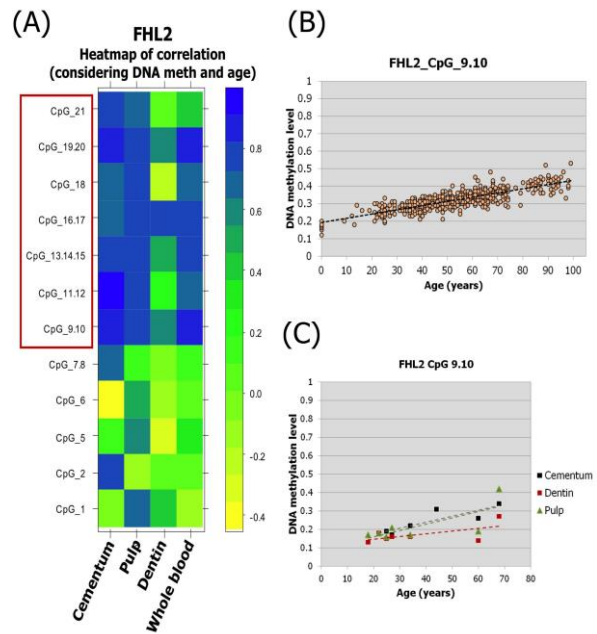 (A)
FHL2
Heatmap of correlation
(considering DNA meth and age)
CpG_21
CpG_19.20
CpG_18
CpG_16.17
CpG_13.14.15
CpG_11.12
CpG_9.10
CpG_7.8
CpG_6
CpG_5
CpG_2
CpG_1
Cementum
Pulp
Dentin
Whole blood
0.8
0.6
0.4
0.2
0.0
-0.2
-0.4
(B)
FHL2_CpG_9.10
DNA methylation level
1
0.9
0.8
0.7
0.6
0.5
0.4
0.3
0.2
0.1
0
0 10 20 30 40 50 60 70 80 90 100
Age (years)
(C)
FHL2 CpG 9.10
DNA methylation level
1
0.9
0.8
0.7
0.6
0.5
0.4
0.3
0.2
0.1
0
0 10 20 30 40 50 60 70 80
Age (years)
Cementum
Dentin
Pulp